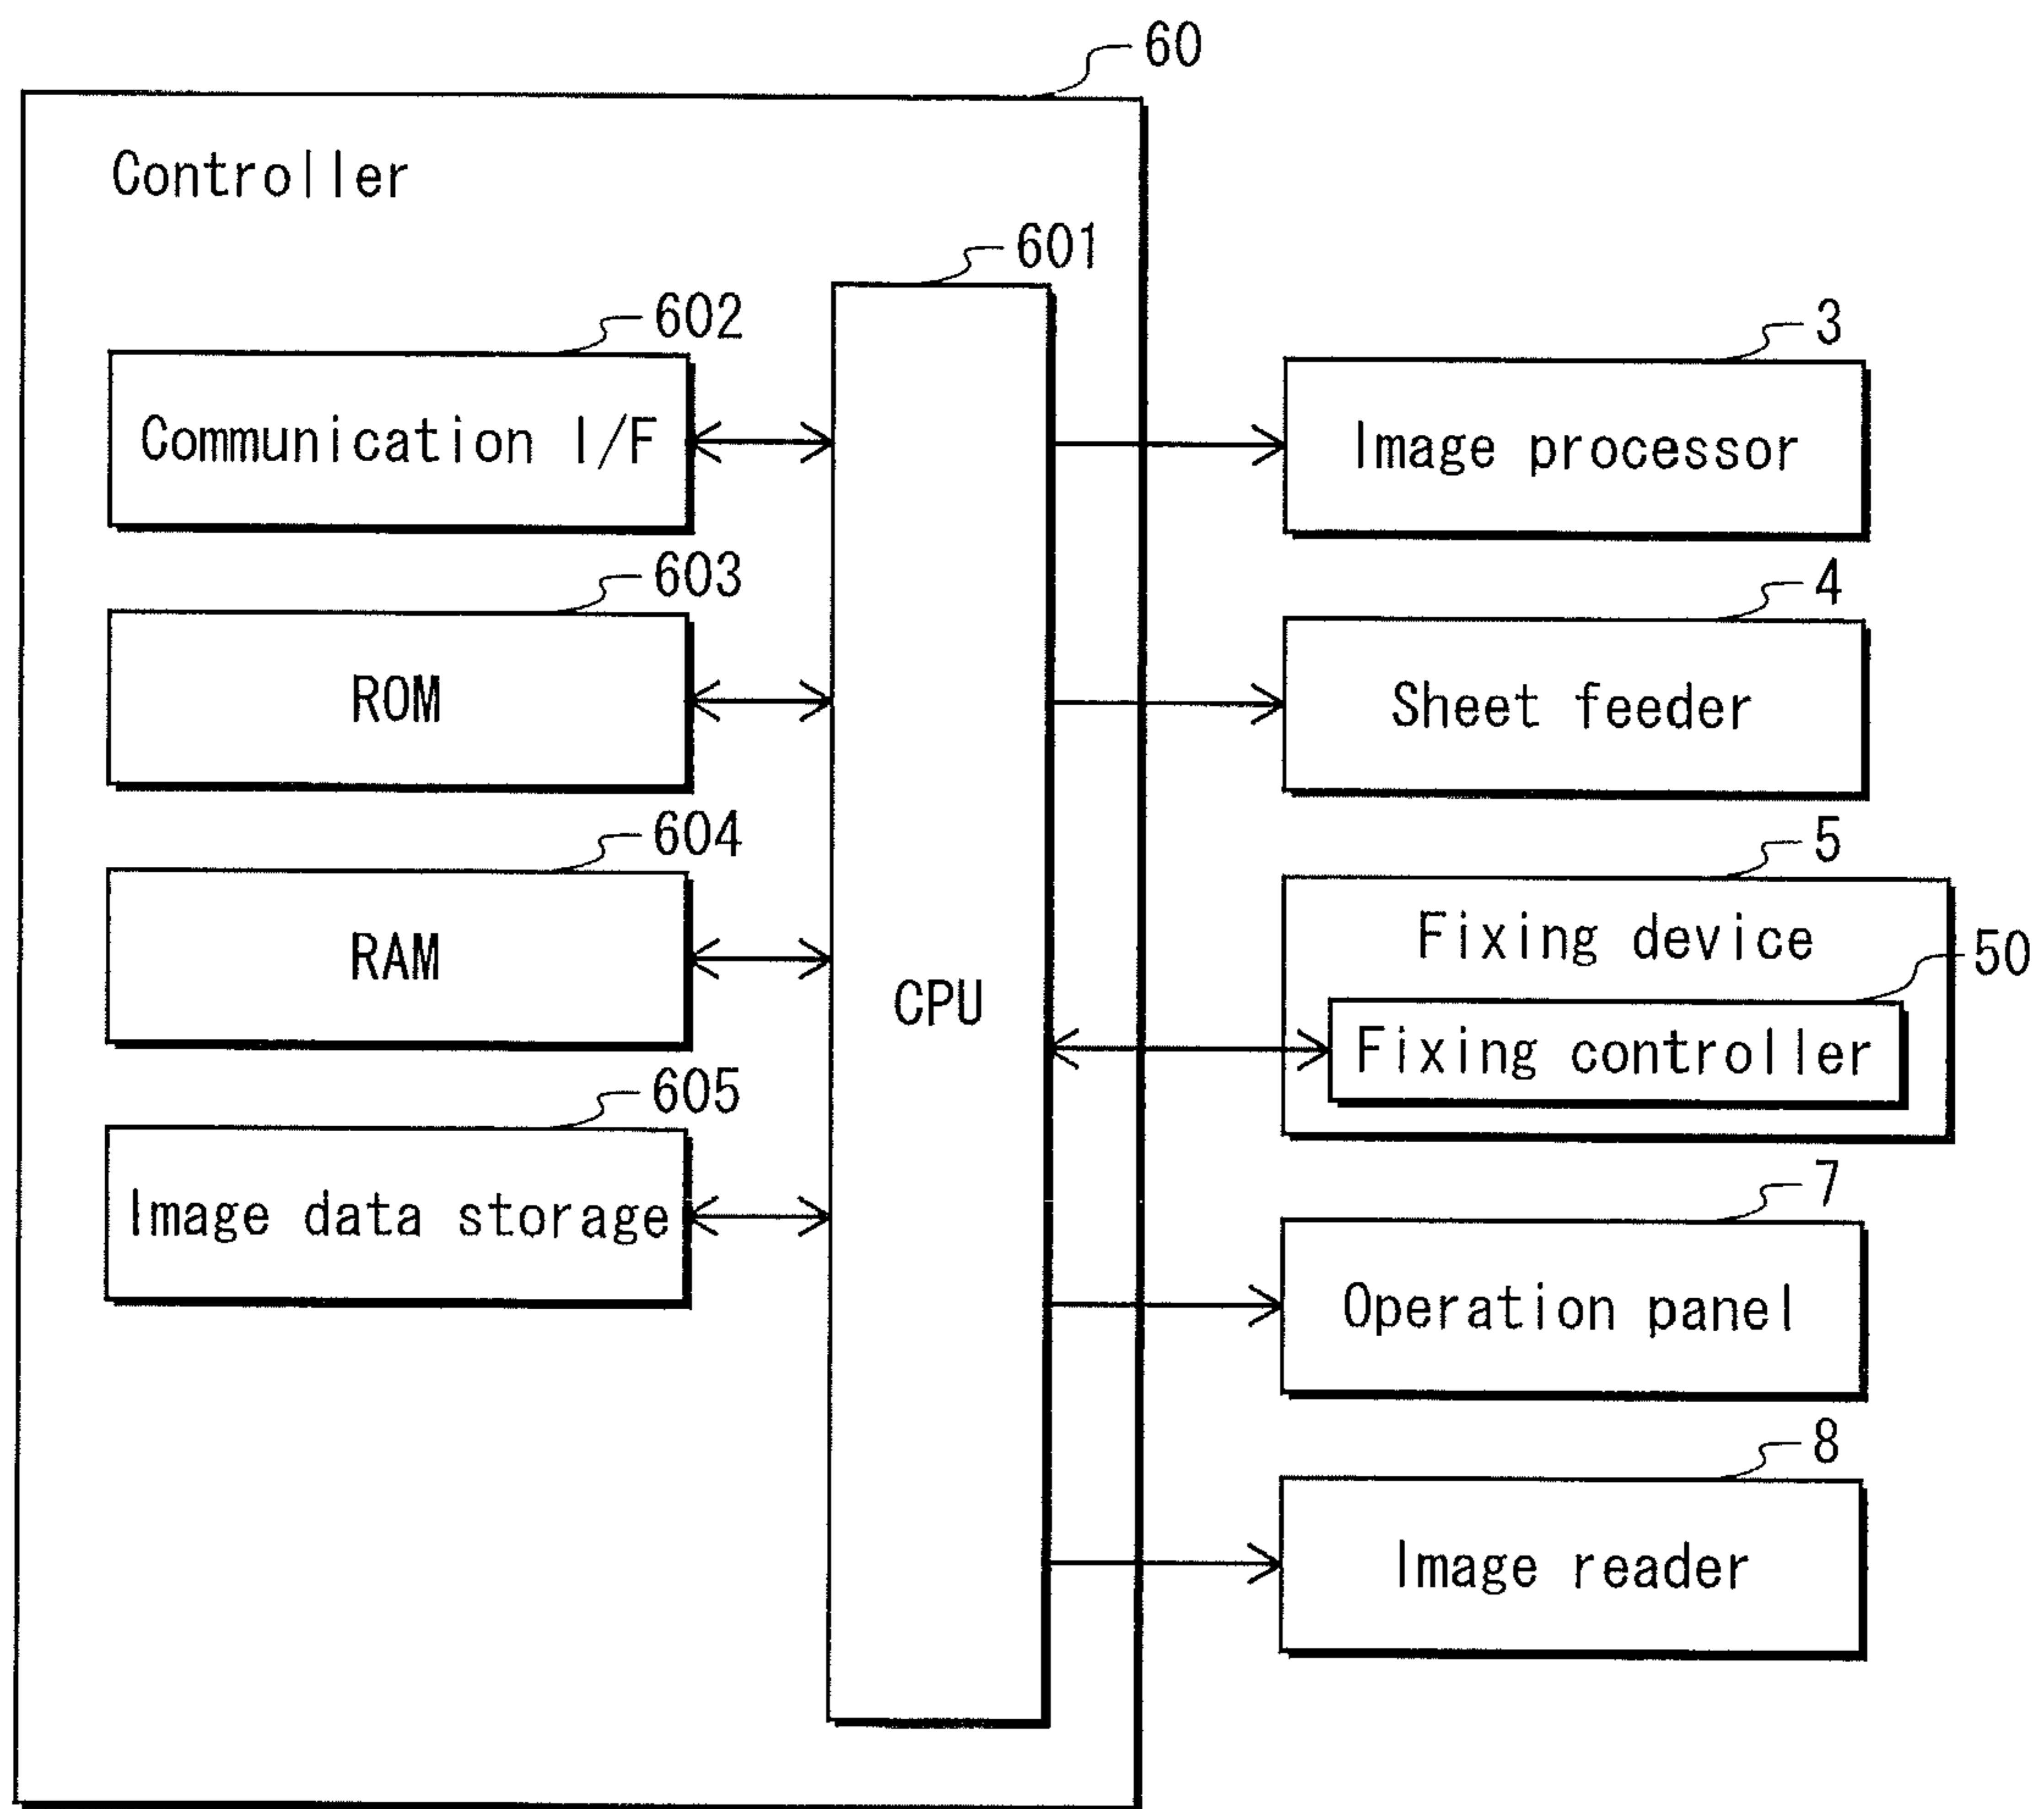 60
Controller
601
602
Communication I/F
603
ROM
604
RAM
605
Image data storage
CPU
3
Image processor
4
Sheet feeder
5
Fixing device
50
Fixing controller
7
Operation panel
8
Image reader